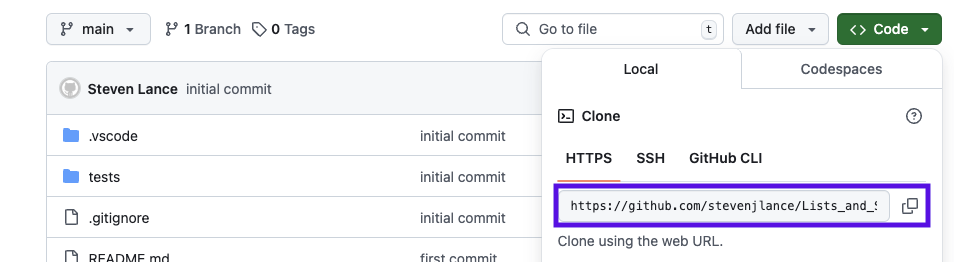 main 1 Branch 0 Tags Go to file t Add file <> Code
Local Codespaces
Steven Lance initial commit
Clone
.vscode initial commit
HTTPS SSH GitHub CLI
tests initial commit
https://github.com/stevenjlance/Lists_and_S
.gitignore initial commit
Clone using the web URL.
README.md first commit